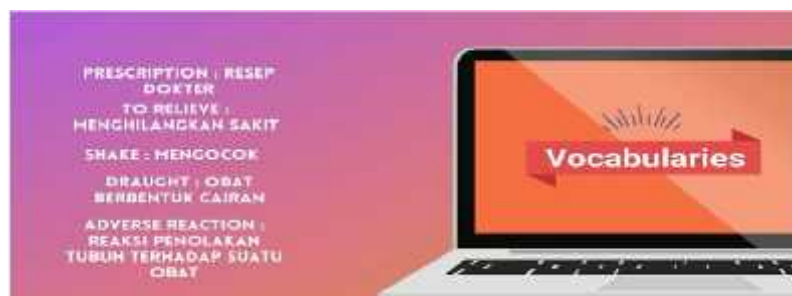 PRESCRIPTION : RESEP
DOKTER
TO RELIEVE :
MENGHILANGKAN SAKIT
SHAKE : MENGOCOK
DRAUGHT : OBAT
BERBENTUK CAIRAN
ADVERSE REACTION :
REAKSI PENOLAKAN
TUBUH TERHADAP SUATU
OBAT
Vocabularies